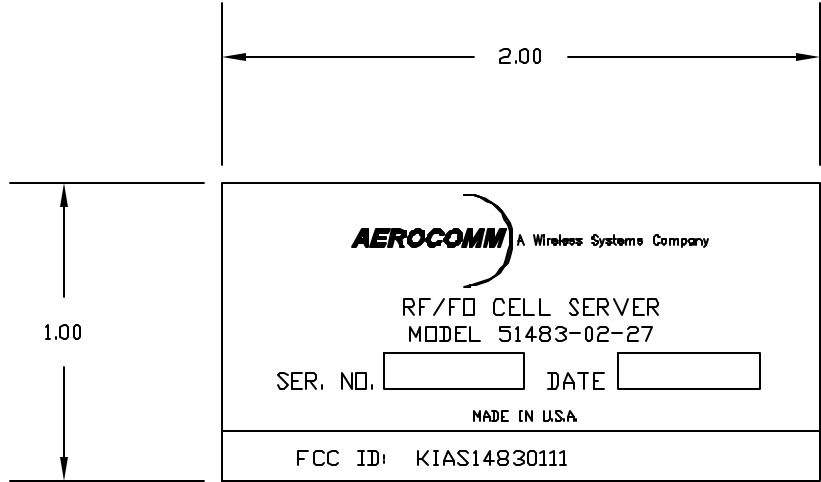 2.00
AEROCOMM A Wireless Systems Company
1.00
RF/FO CELL SERVER
MODEL 51483-02-27
SER. NO. DATE
MADE IN U.S.A.
FCC ID: KIAS14830111